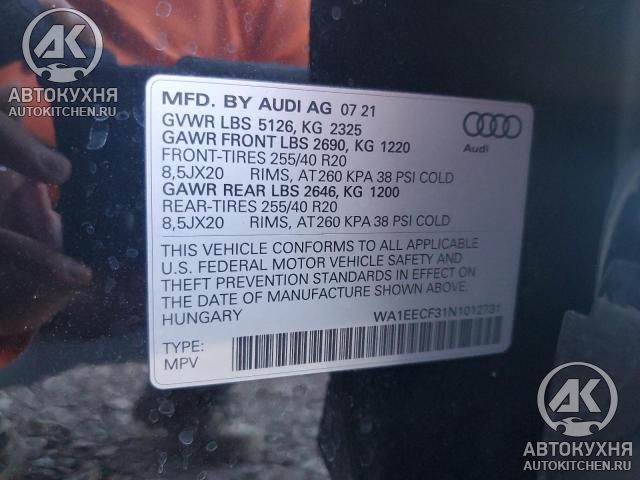 АК
АВТОКУХНЯ
AUTOKITCHEN.RU
MFD. BY AUDI AG 07 21
GVWR LBS 5126, KG 2325
GAWR FRONT LBS 2690, KG 1220
FRONT-TIRES 255/40 R20
8,5JX20 RIMS, AT260 KPA 38 PSI COLD
GAWR REAR LBS 2646, KG 1200
REAR-TIRES 255/40 R20
8,5JX20 RIMS, AT260 KPA 38 PSI COLD
Audi
THIS VEHICLE CONFORMS TO ALL APPLICABLE
U.S. FEDERAL MOTOR VEHICLE SAFETY AND
THEFT PREVENTION STANDARDS IN EFFECT ON
THE DATE OF MANUFACTURE SHOWN ABOVE.
HUNGARY WA1EECF31N1012731
TYPE:
MPV
АК
АВТОКУХНЯ
AUTOKITCHEN.RU